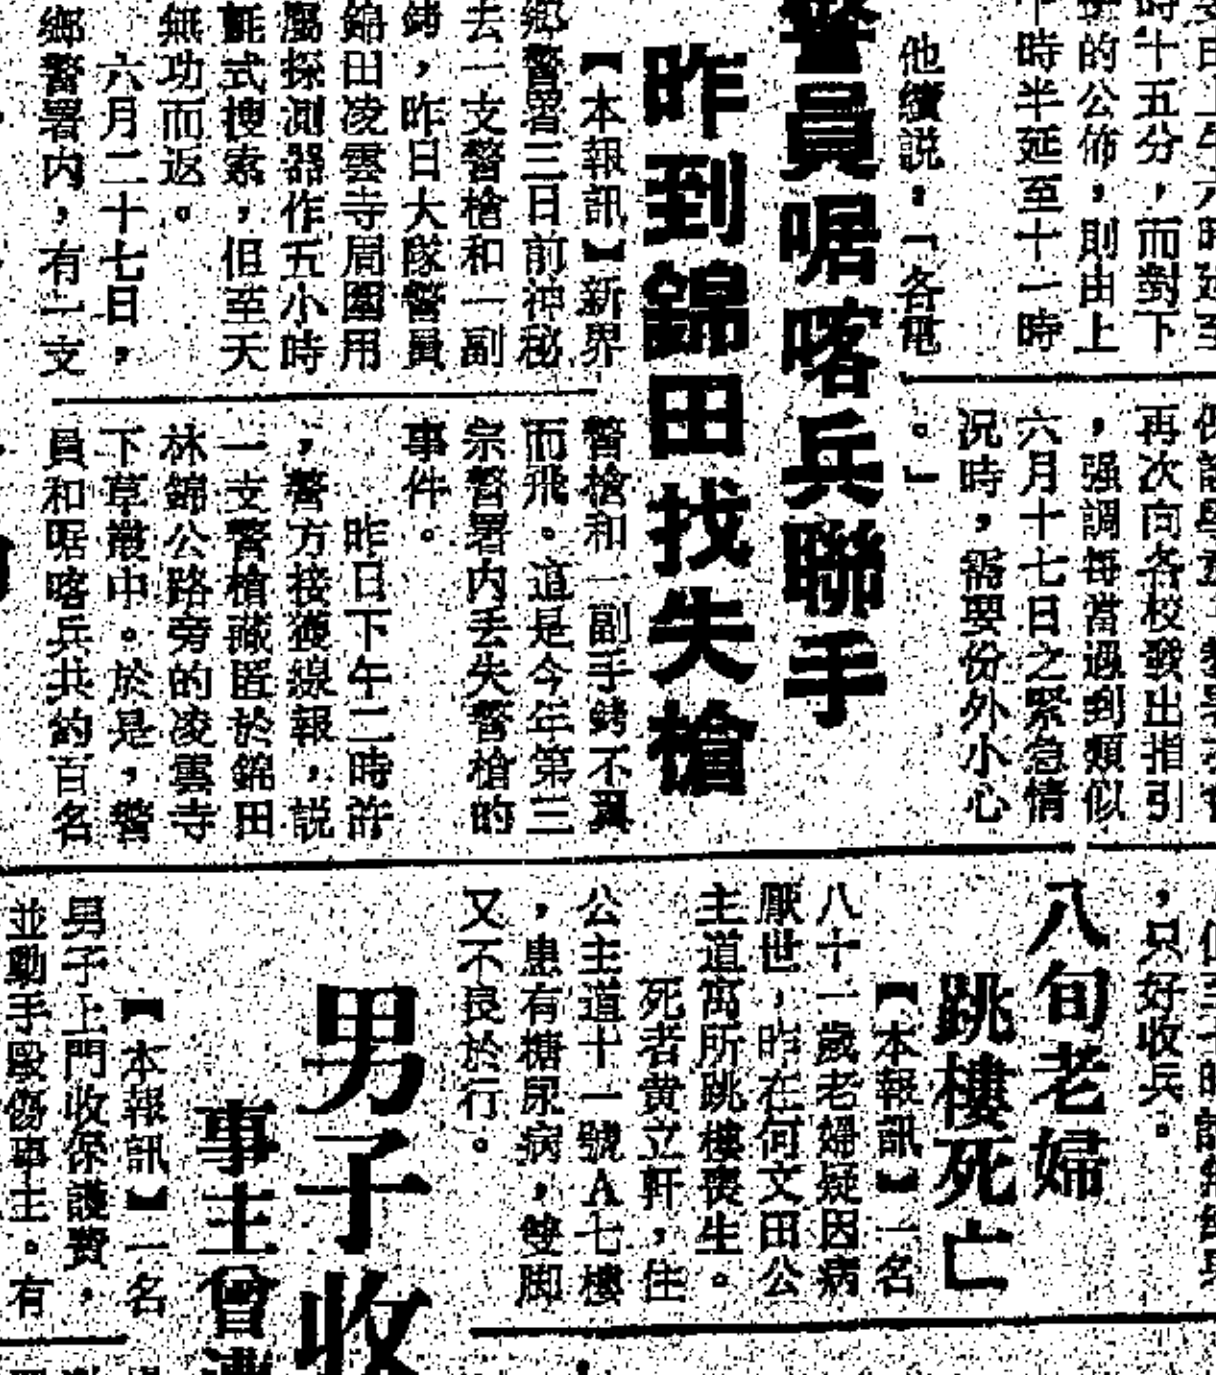 時十五分，而對下
的公佈，則由上
時半延至十一時
他續説，「各電
再次向各校發出指引
，强調每當遇到類似
六月十七日之緊急情
況時，需要份外小心
。」
警員啹喀兵聯手
昨到錦田找失槍
【本報訊】新界
鄉警署三日前神秘
去一支警槍和一副
銬，昨日大隊警員
錦田凌雲寺周圍用
屬探測器作五小時
氈式搜索，但至天
無功而返。
六月二十七日，
鄉警署内，有一支
警槍和一副手銬不翼
而飛。這是今年第三
宗警署内丢失警槍的
事件。
昨日下午二時許
，警方接獲線報，説
一支警槍藏匿於錦田
林錦公路旁的凌雲寺
下草叢中。於是，警
員和啹喀兵共約百名
，只好收兵。
八旬老婦
跳樓死亡
【本報訊】一名
八十一歲老婦疑因病
厭世，昨在何文田公
主道寓所跳樓喪生。
死者黄立軒，住
公主道十一號A七樓
，患有糖尿病，雙脚
又不良於行。
男子收
事主曾遭
【本報訊】一名
男子上門收保護費，
並動手毆傷事主。有